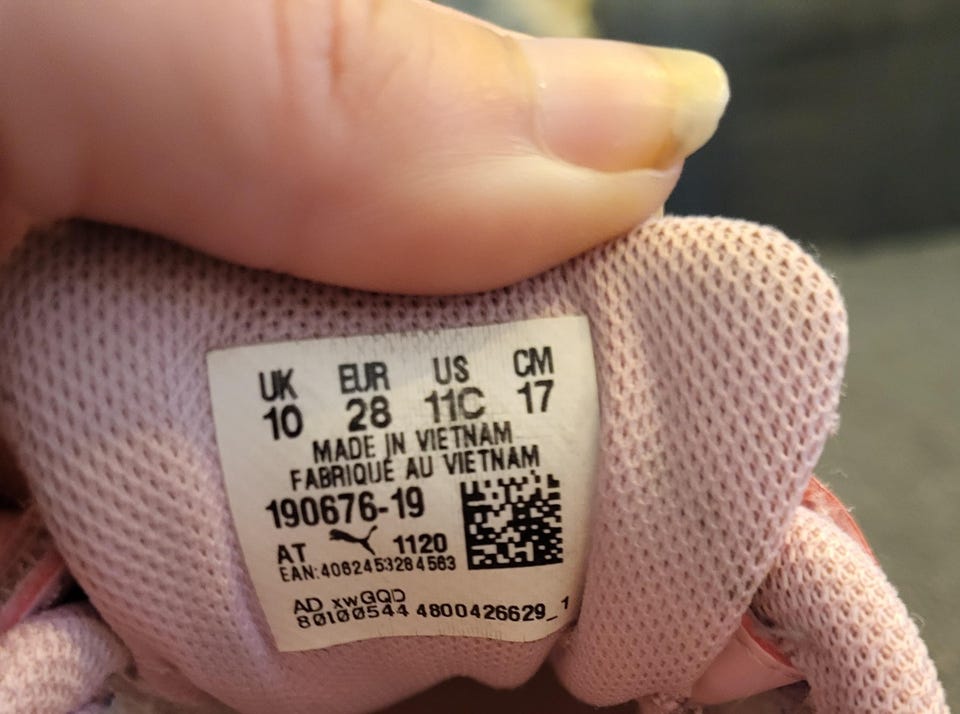 UK EUR US CM
10 28 11C 17
MADE IN VIETNAM
FABRIQUÉ AU VIETNAM
190676-19
AT 1120
EAN:4062453284563
AD xwGQD
80100544 4800426629_1